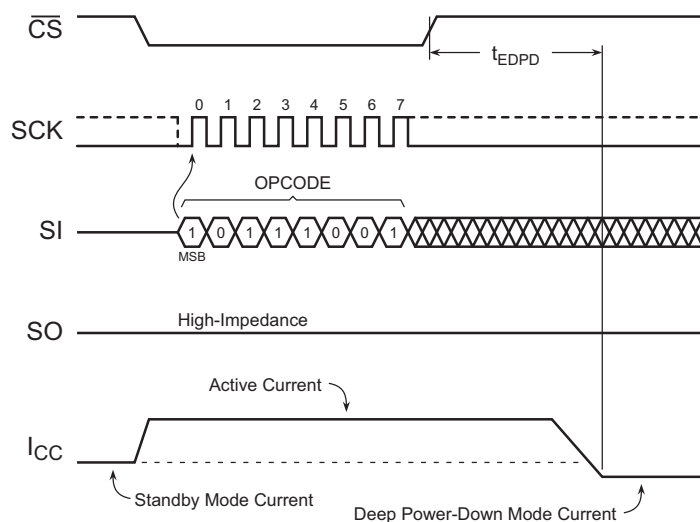 CS
tEDPD
0 1 2 3 4 5 6 7
SCK
OPCODE
SI
1 0 1 1 1 0 0 1
MSB
High-Impedance
SO
Active Current
ICC
Standby Mode Current
Deep Power-Down Mode Current